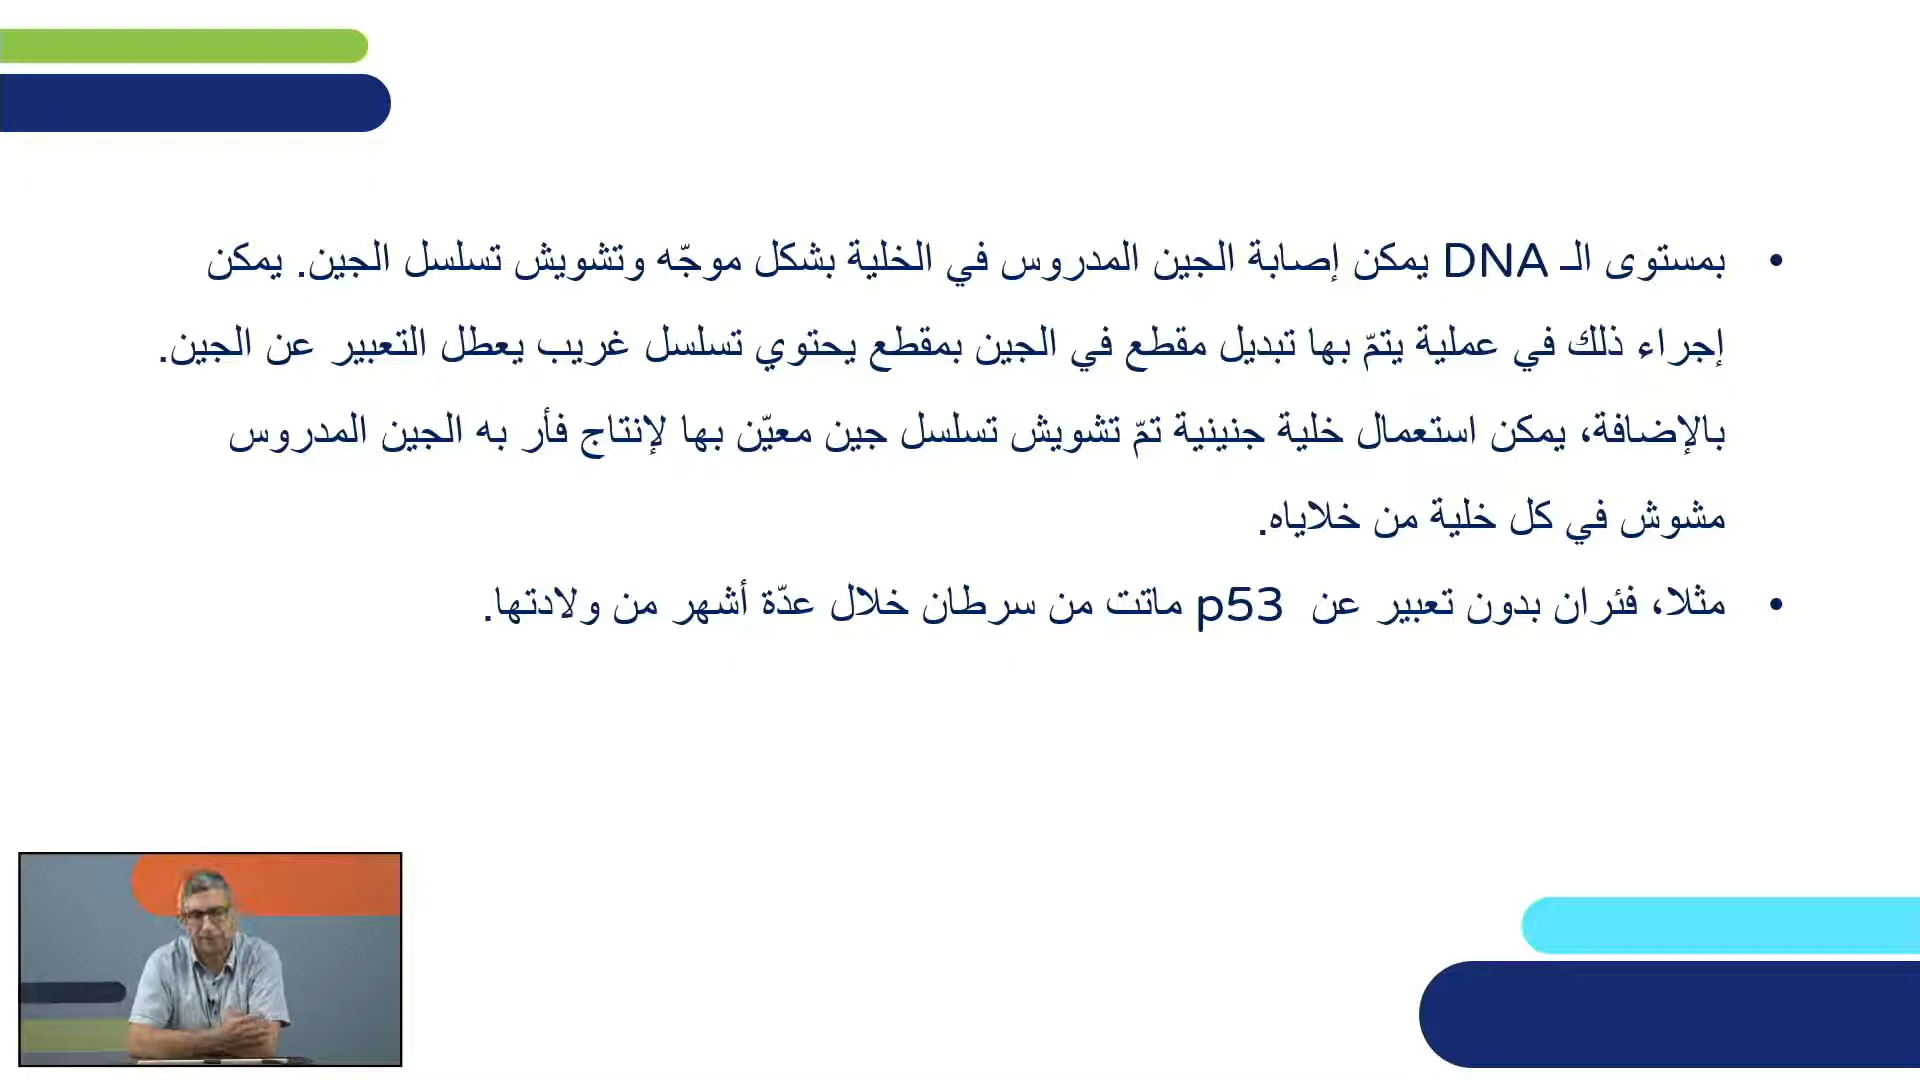 • بمستوى الـ DNA يمكن إصابة الجين المدروس في الخلية بشكل موجّه وتشويش تسلسل الجين. يمكن
إجراء ذلك في عملية يتمّ بها تبديل مقطع في الجين بمقطع يحتوي تسلسل غريب يعطل التعبير عن الجين.
بالإضافة، يمكن استعمال خلية جنينية تمّ تشويش تسلسل جين معيّن بها لإنتاج فأر به الجين المدروس
مشوش في كل خلية من خلاياه.
• مثلا، فئران بدون تعبير عن p53 ماتت من سرطان خلال عدّة أشهر من ولادتها.